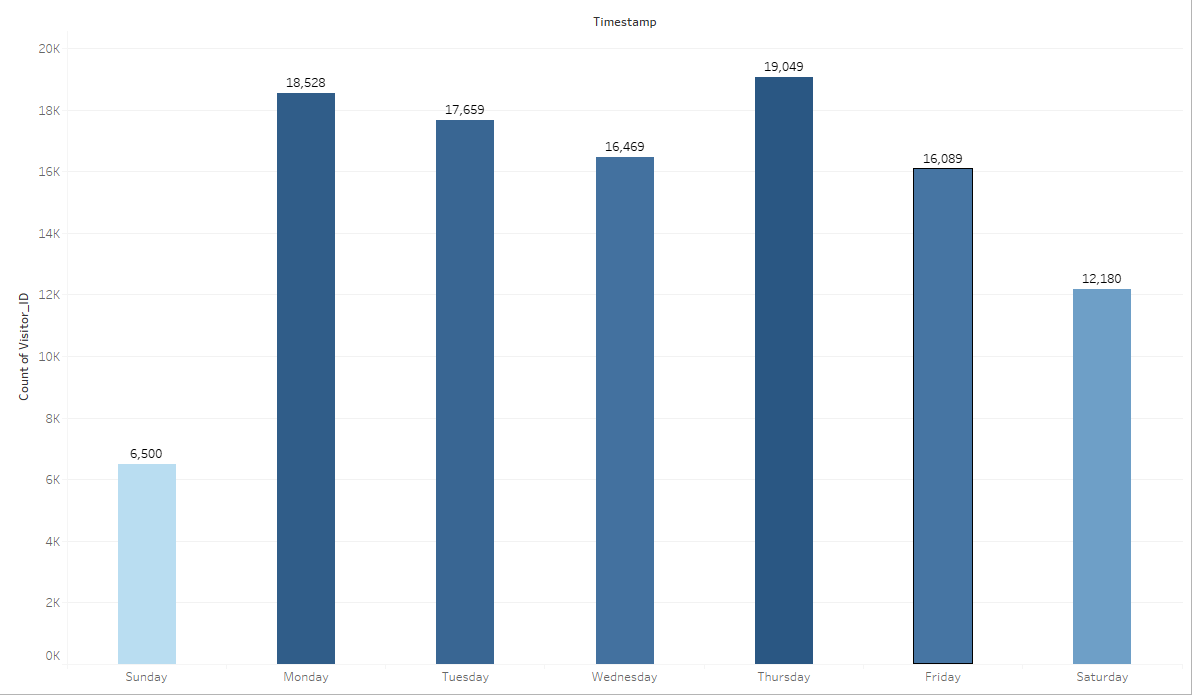 Timestamp
20K
18K
16K
14K
12K
10K
8K
6K
4K
2K
0K
Count of Visitor_ID
6,500
18,528
17,659
16,469
19,049
16,089
12,180
Sunday
Monday
Tuesday
Wednesday
Thursday
Friday
Saturday